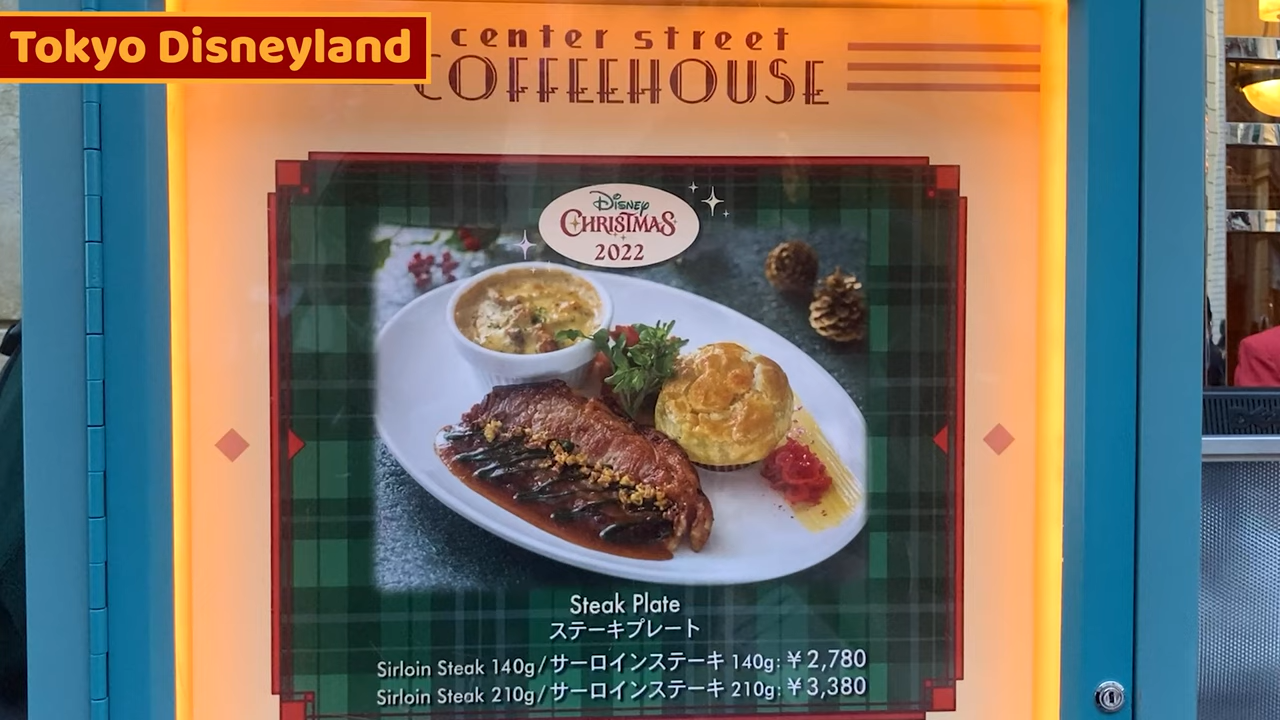 Tokyo Disneyland
center street
COFFEEHOUSE
Disney
CHRISTMAS
2022
Steak Plate
ステーキプレート
Sirloin Steak 140g/サーロインステーキ 140g:¥2,780
Sirloin Steak 210g/サーロインステーキ 210g:¥3,380